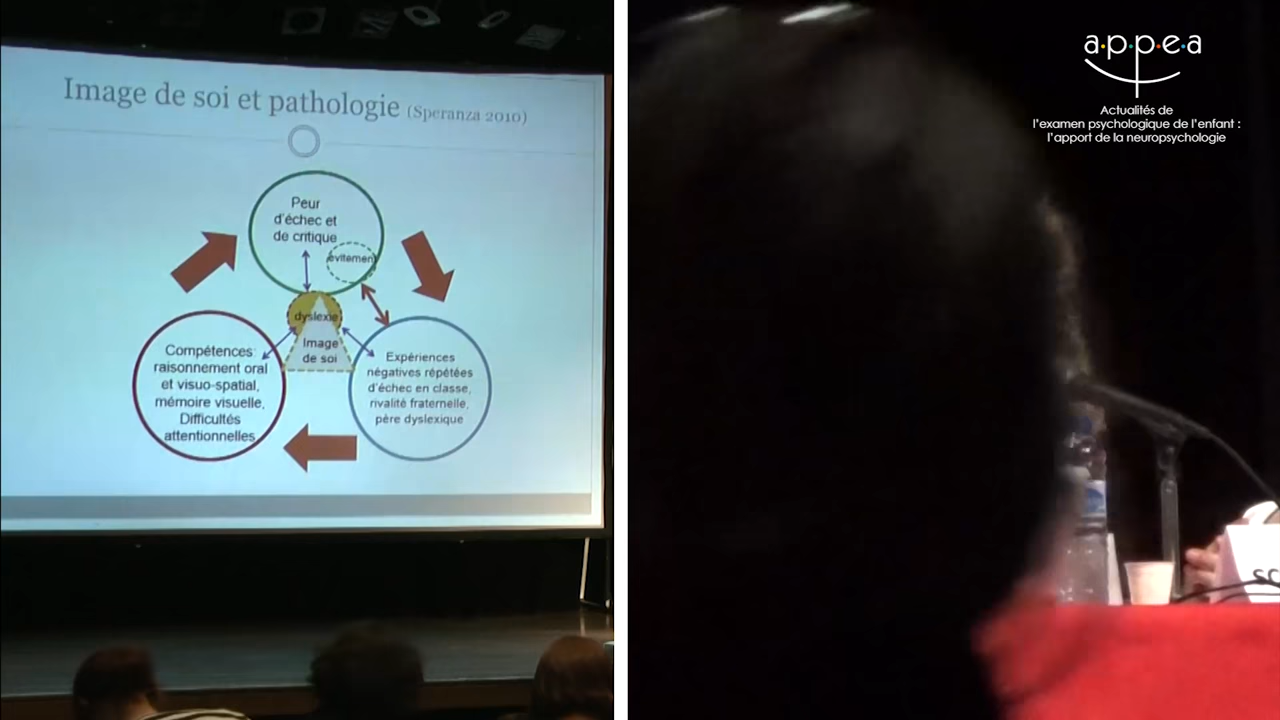 Image de soi et pathologie (Speranza 2010)
Peur
d'échec et
de critique
évitement
dyslexie
Image
de soi
Compétences:
raisonnement oral
et visuo-spatial,
mémoire visuelle,
Difficultés
attentionnelles
Expériences
négatives répétées
d'échec en classe,
rivalité fraternelle,
père dyslexique
a·p·p·e·a
Actualités de
l'examen psychologique de l'enfant :
l'apport de la neuropsychologie
SC